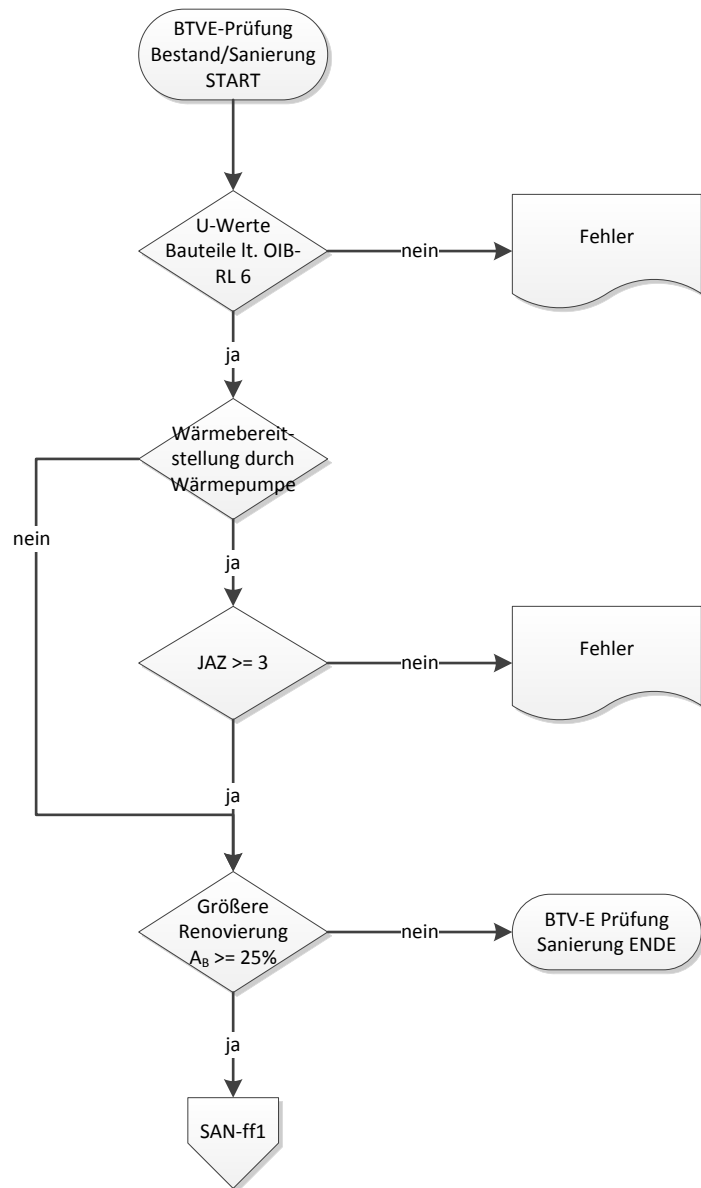 BTVE-Prüfung
Bestand/Sanierung
START
U-Werte
Bauteile lt. OIB-
RL 6
nein
Fehler
ja
Wärmebereit-
stellung durch
Wärmepumpe
nein
ja
JAZ >= 3
nein
Fehler
ja
Größere
Renovierung
A_B >= 25%
nein
BTV-E Prüfung
Sanierung ENDE
ja
SAN-ff1